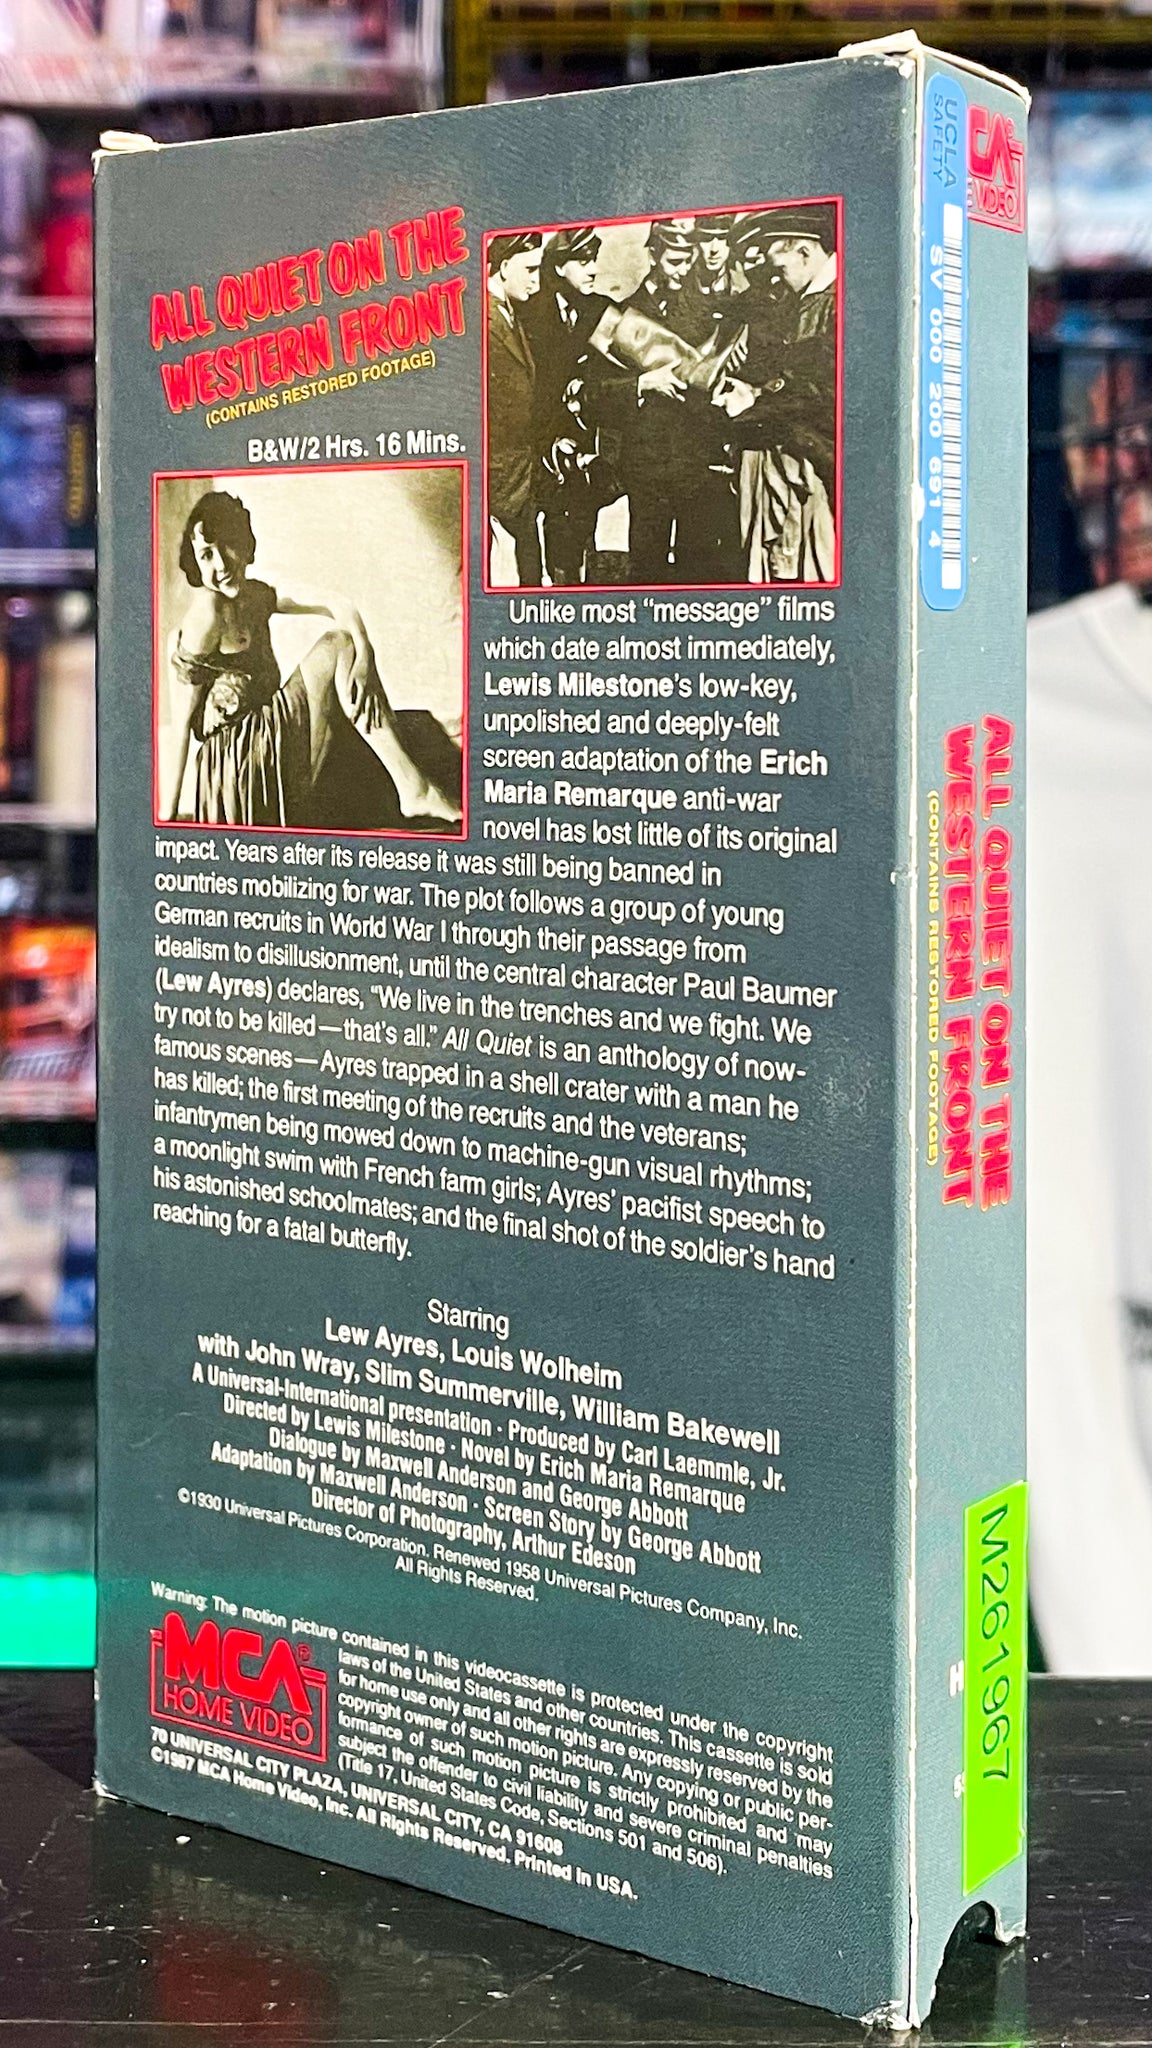 ALL QUIET ON THE
WESTERN FRONT
(CONTAINS RESTORED FOOTAGE)
B&W/2 Hrs. 16 Mins.
Unlike most “message” films
which date almost immediately,
Lewis Milestone's low-key,
unpolished and deeply-felt
screen adaptation of the Erich
Maria Remarque anti-war
novel has lost little of its original
impact. Years after its release it was still being banned in
countries mobilizing for war. The plot follows a group of young
German recruits in World War I through their passage from
idealism to disillusionment, until the central character Paul Baumer
(Lew Ayres) declares, “We live in the trenches and we fight. We
try not to be killed—that's all.” All Quiet is an anthology of now-
famous scenes—Ayres trapped in a shell crater with a man he
has killed; the first meeting of the recruits and the veterans;
infantrymen being mowed down to machine-gun visual rhythms;
a moonlight swim with French farm girls; Ayres' pacifist speech to
his astonished schoolmates; and the final shot of the soldier's hand
reaching for a fatal butterfly.
Starring
Lew Ayres, Louis Wolheim
with John Wray, Slim Summerville, William Bakewell
A Universal-International presentation · Produced by Carl Laemmle, Jr.
Directed by Lewis Milestone · Novel by Erich Maria Remarque
Dialogue by Maxwell Anderson and George Abbott
Adaptation by Maxwell Anderson · Screen Story by George Abbott
Director of Photography, Arthur Edeson
©1930 Universal Pictures Corporation. Renewed 1958 Universal Pictures Company, Inc.
All Rights Reserved.
Warning: The motion picture contained in this videocassette is protected under the copyright
laws of the United States and other countries. This cassette is sold
for home use only and all other rights are expressly reserved by the
copyright owner of such motion picture. Any copying or public per-
formance of such motion picture is strictly prohibited and may
subject the offender to civil liability and severe criminal penalties
(Title 17, United States Code, Sections 501 and 506).
MCA®
HOME VIDEO
70 UNIVERSAL CITY PLAZA, UNIVERSAL CITY, CA 91608
©1987 MCA Home Video, Inc. All Rights Reserved. Printed in USA.
UCLA
SAFETY
SV 000 200 691 4
VIDEO
ALL QUIET ON THE
WESTERN FRONT
(CONTAINS RESTORED FOOTAGE)
M261967